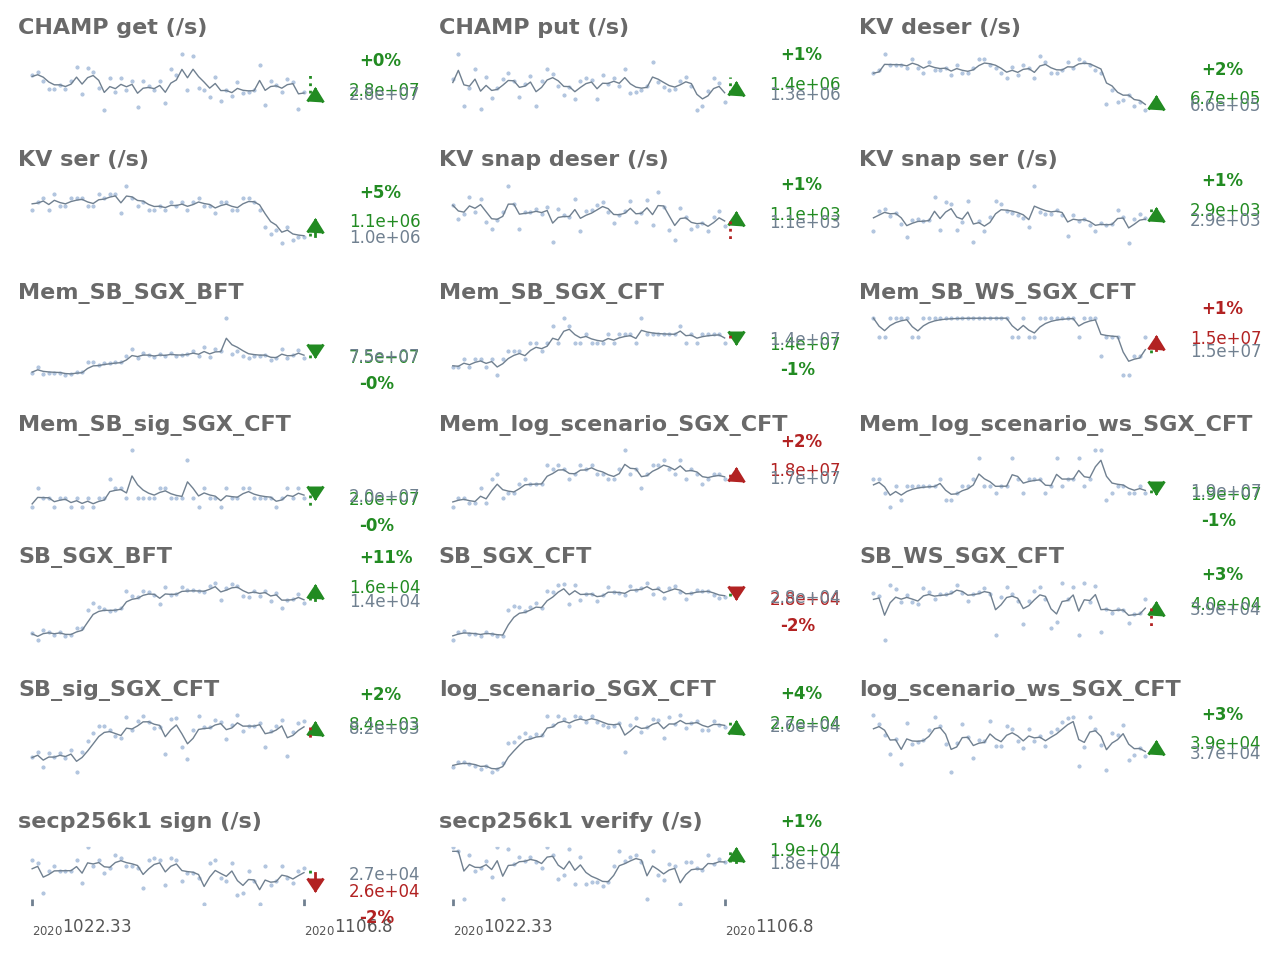 CHAMP get (/s)
+0%
2.8e+07
2.8e+07
CHAMP put (/s)
+1%
1.4e+06
1.3e+06
KV deser (/s)
+2%
6.7e+05
6.6e+05
KV ser (/s)
+5%
1.1e+06
1.0e+06
KV snap deser (/s)
+1%
1.1e+03
1.1e+03
KV snap ser (/s)
+1%
2.9e+03
2.9e+03
Mem_SB_SGX_BFT
7.5e+07
7.5e+07
-0%
Mem_SB_SGX_CFT
1.4e+07
1.4e+07
-1%
Mem_SB_WS_SGX_CFT
+1%
1.5e+07
1.5e+07
Mem_SB_sig_SGX_CFT
2.0e+07
2.0e+07
-0%
Mem_log_scenario_SGX_CFT
+2%
1.8e+07
1.7e+07
Mem_log_scenario_ws_SGX_CFT
1.9e+07
1.9e+07
-1%
SB_SGX_BFT
+11%
1.6e+04
1.4e+04
SB_SGX_CFT
2.8e+04
2.8e+04
-2%
SB_WS_SGX_CFT
+3%
4.0e+04
3.9e+04
SB_sig_SGX_CFT
+2%
8.4e+03
8.2e+03
log_scenario_SGX_CFT
+4%
2.7e+04
2.6e+04
log_scenario_ws_SGX_CFT
+3%
3.9e+04
3.7e+04
secp256k1 sign (/s)
2.7e+04
2.6e+04
-2%
2020 1022.33
2020 1106.8
secp256k1 verify (/s)
+1%
1.9e+04
1.8e+04
2020 1022.33
2020 1106.8